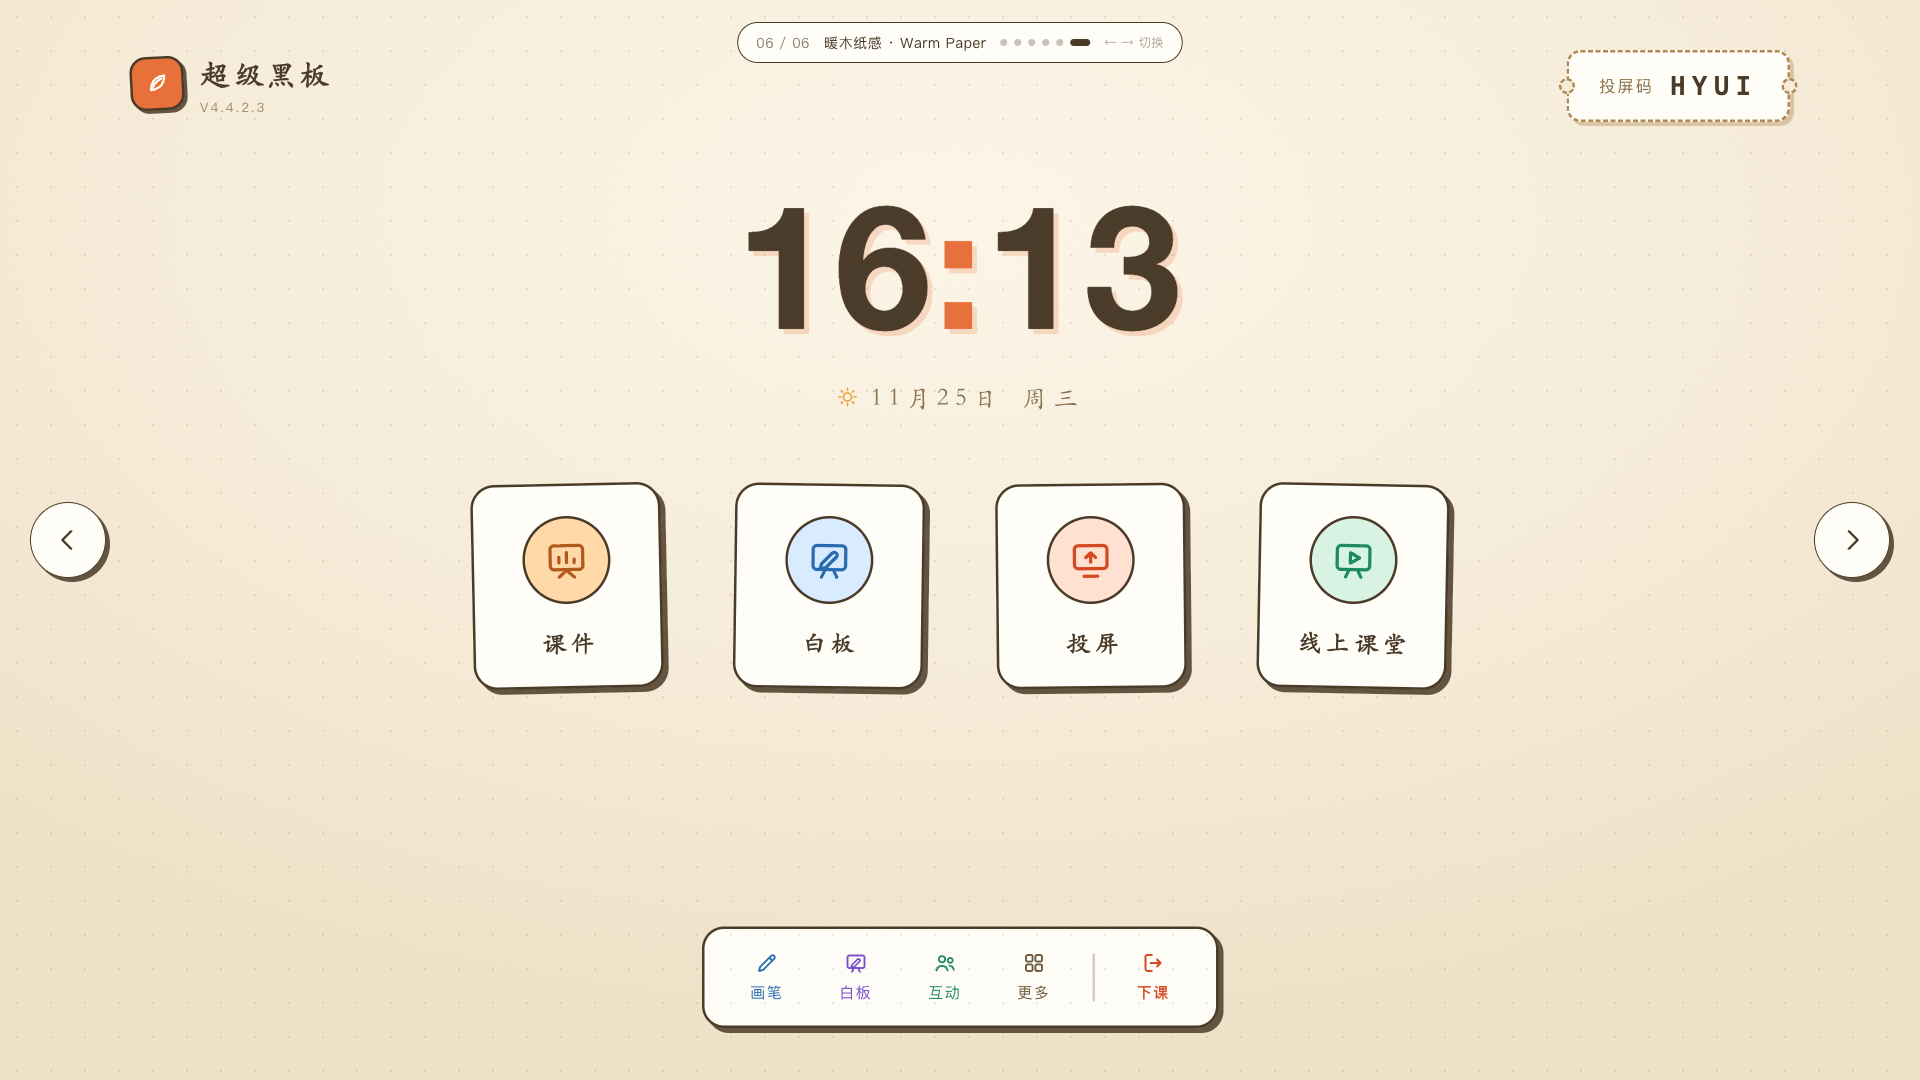 06 / 06 暖木纸感 · Warm Paper ← → 切换
超级黑板
V4.4.2.3
投屏码 HYUI
16:13
11月25日 周三
课件
白板
投屏
线上课堂
画笔
白板
互动
更多
下课